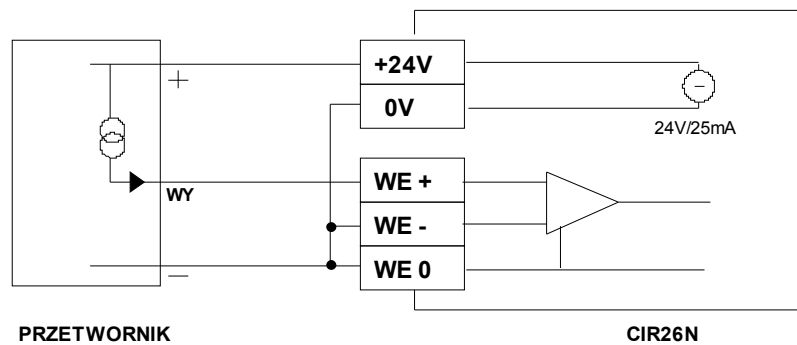 +24V
+
0V
24V/25mA
WE +
WY
WE -
WE 0
—
PRZETWORNIK
CIR26N